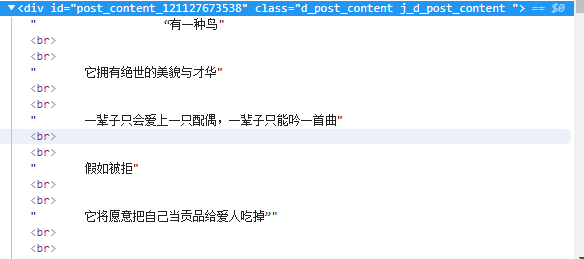 ▼<div id="post_content_121127673538" class="d_post_content j_d_post_content "> == $0
" “有一种鸟"
<br>
<br>
" 它拥有绝世的美貌与才华"
<br>
<br>
" 一辈子只会爱上一只配偶，一辈子只能吟一首曲"
<br>
<br>
" 假如被拒"
<br>
<br>
" 它将愿意把自己当贡品给爱人吃掉”"
<br>
<br>